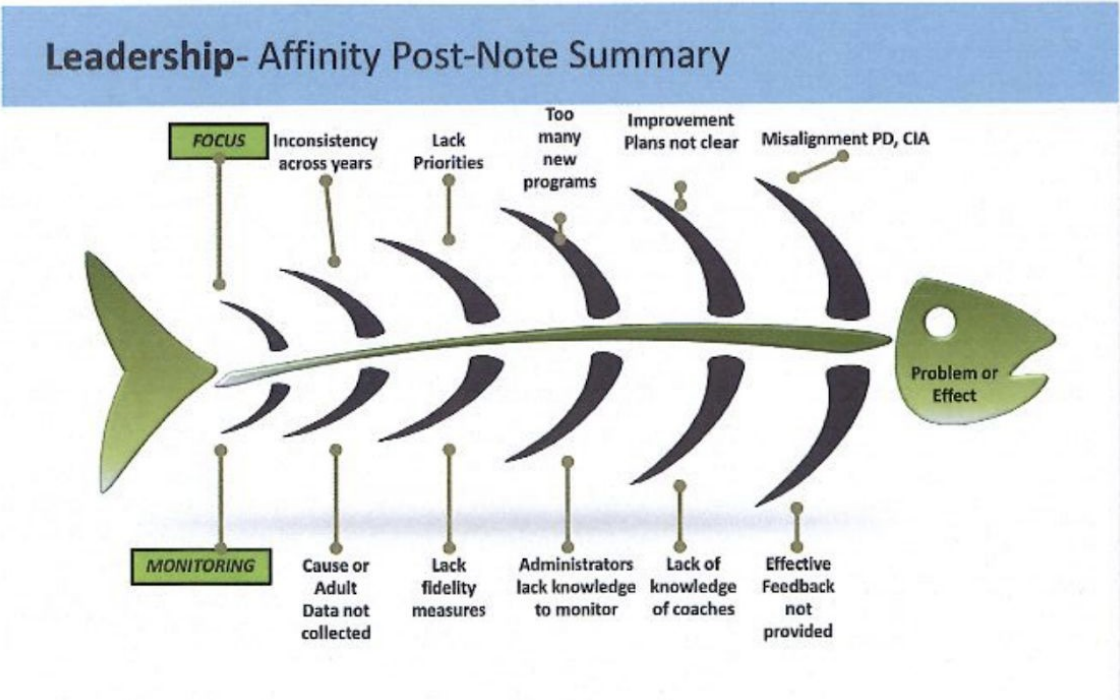 Leadership- Affinity Post-Note Summary
FOCUS
Inconsistency
across years
Lack
Priorities
Too
many
new
programs
Improvement
Plans not clear
Misalignment PD, CIA
Problem or
Effect
MONITORING
Cause or
Adult
Data not
collected
Lack
fidelity
measures
Administrators
lack knowledge
to monitor
Lack of
knowledge
of coaches
Effective
Feedback
not
provided